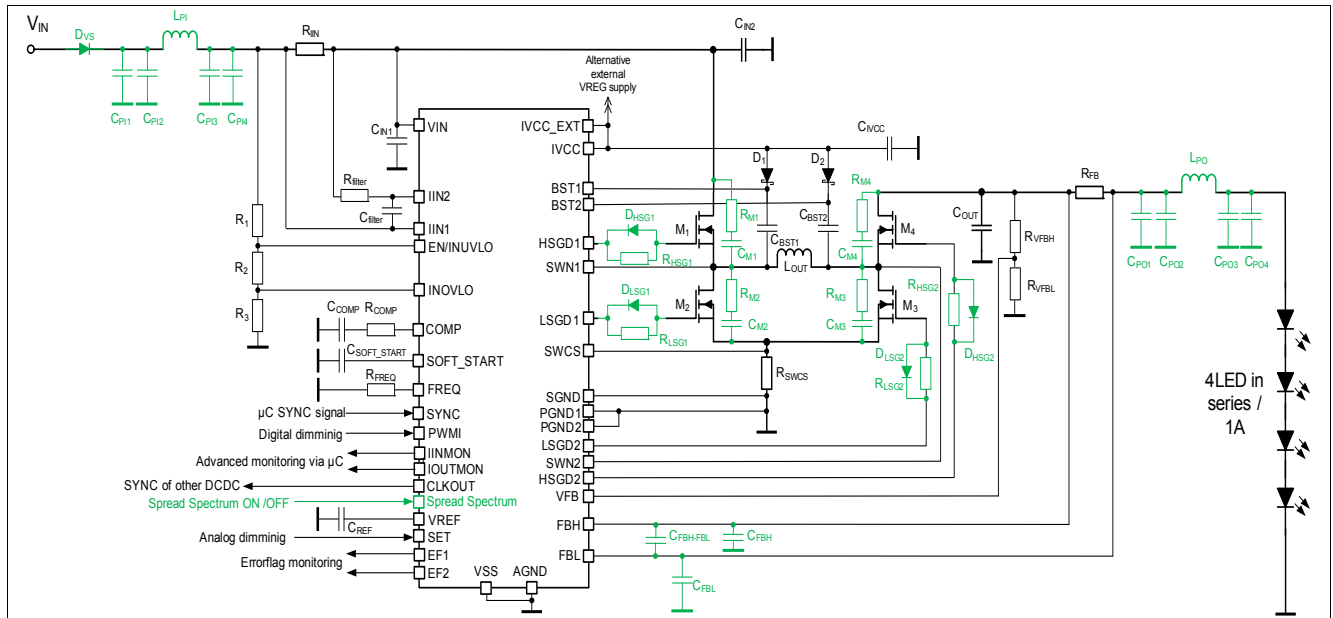 VIN
DVS
LPI
RIIN
CIN2
CPI1
CPI2
CPI3
CPI4
Alternative
external
VREG supply
CIN1
VIN
IVCC_EXT
IVCC
CIVCC
D1
D2
Rfilter
Cfilter
IIN2
IIN1
BST1
BST2
RM1
CM1
CBST1
CBST2
RM4
CM4
LPO
RFB
COUT
RVFBH
RVFBL
CPO1
CPO2
CPO3
CPO4
R1
R2
R3
EN/INUVLO
INOVLO
HSGD1
SWN1
DHSG1
RHSG1
M1
M4
LOUT
LSGD1
DLSG1
RLSG1
M2
RM2
CM2
RM3
CM3
M3
RHSG2
DHSG2
DLSG2
RLSG2
CCOMP
RCOMP
COMP
CSOFT_START
SOFT_START
RFREQ
FREQ
SWCS
RSWCS
SGND
PGND1
PGND2
LSGD2
SWN2
HSGD2
VFB
FBH
FBL
4LED in
series /
1A
µC SYNC signal
SYNC
Digital dimminig
PWMI
Advanced monitoring via µC
IINMON
IOUTMON
SYNC of other DCDC
CLKOUT
Spread Spectrum ON /OFF
Spread Spectrum
CREF
VREF
Analog dimminig
SET
Errorflag monitoring
EF1
EF2
VSS
AGND
CFBH-FBL
CFBH
CFBL